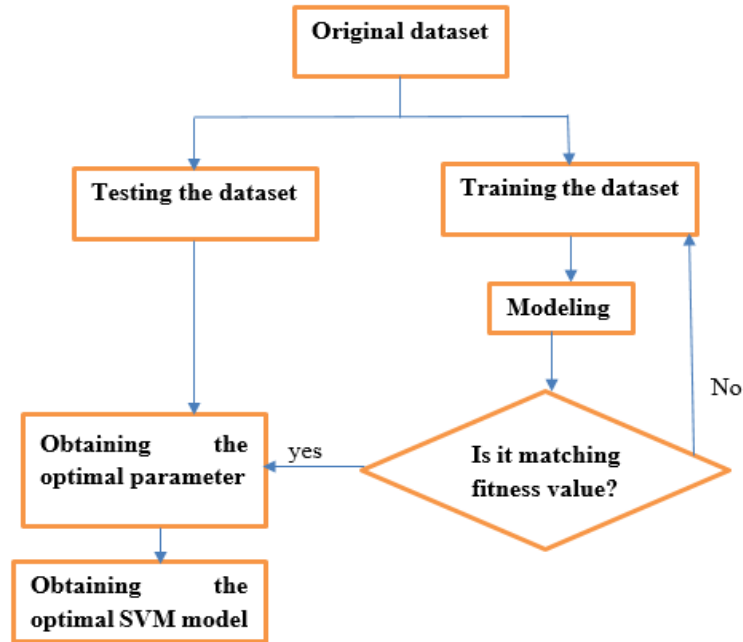 Original dataset
Testing the dataset
Training the dataset
Modeling
No
Obtaining the
optimal parameter
yes
Is it matching
fitness value?
Obtaining the
optimal SVM model